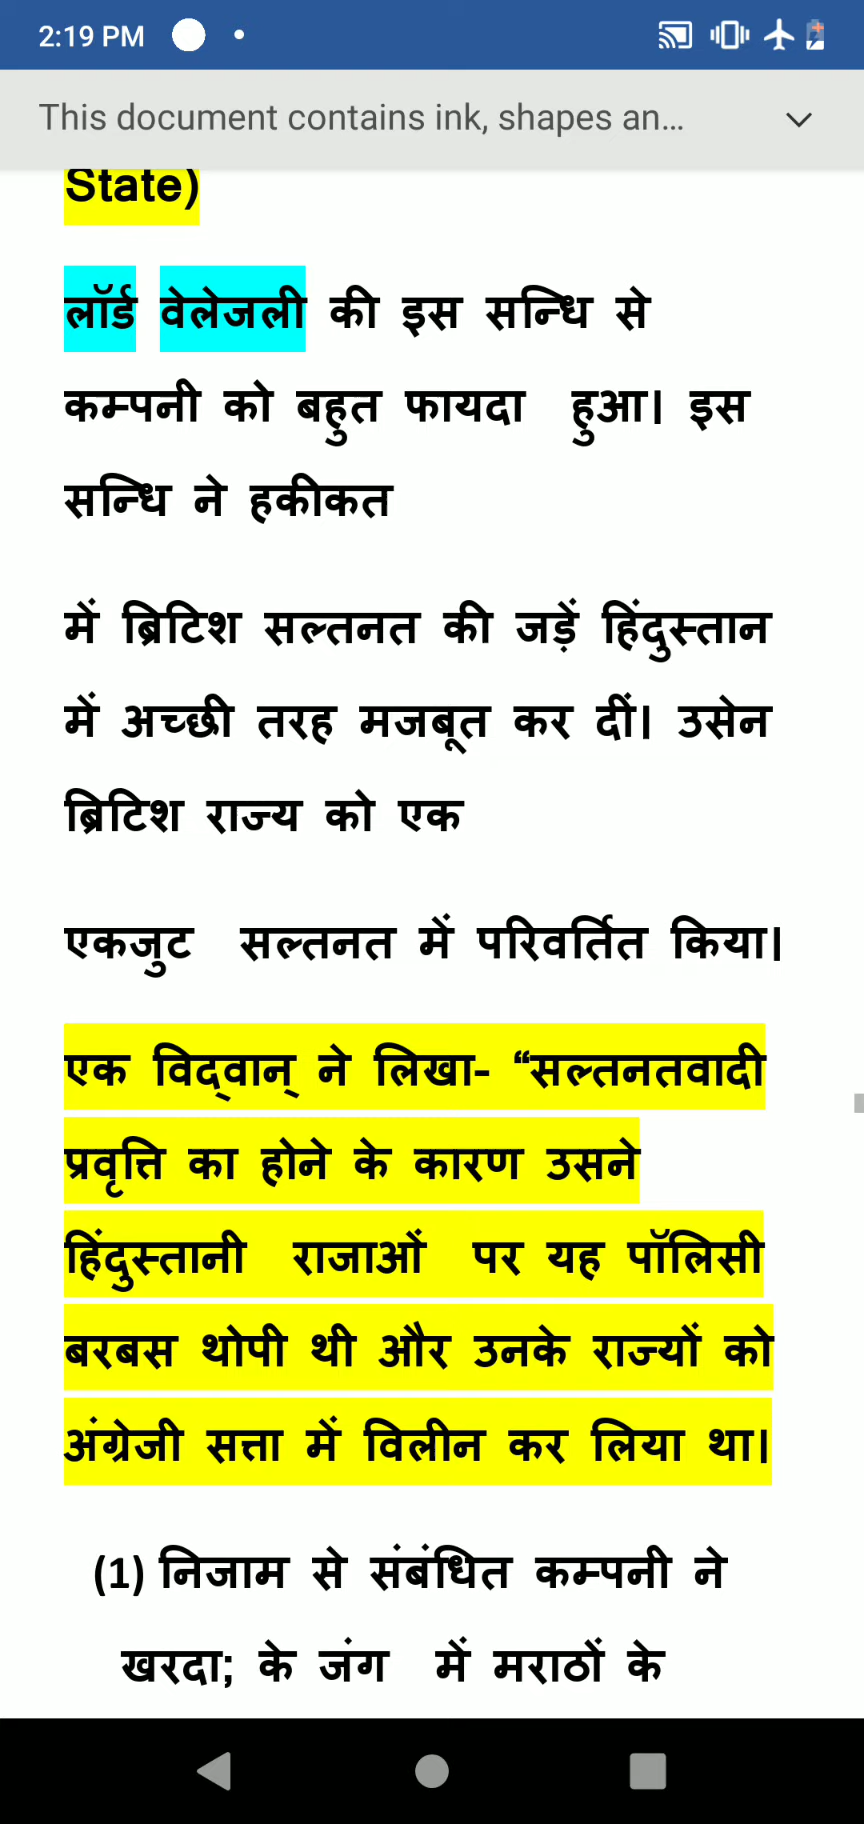 2:19 PM
This document contains ink, shapes an...
State)
लॉर्ड वेलेजली की इस सन्धि से
कम्पनी को बहुत फायदा हुआ। इस
सन्धि ने हकीकत
में ब्रिटिश सल्तनत की जड़ें हिंदुस्तान
में अच्छी तरह मजबूत कर दीं। उसेन
ब्रिटिश राज्य को एक
एकजुट सल्तनत में परिवर्तित किया।
एक विद्वान् ने लिखा- “सल्तनतवादी
प्रवृत्ति का होने के कारण उसने
हिंदुस्तानी राजाओं पर यह पॉलिसी
बरबस थोपी थी और उनके राज्यों को
अंग्रेजी सत्ता में विलीन कर लिया था।
(1) निजाम से संबंधित कम्पनी ने
खरदा; के जंग में मराठों के